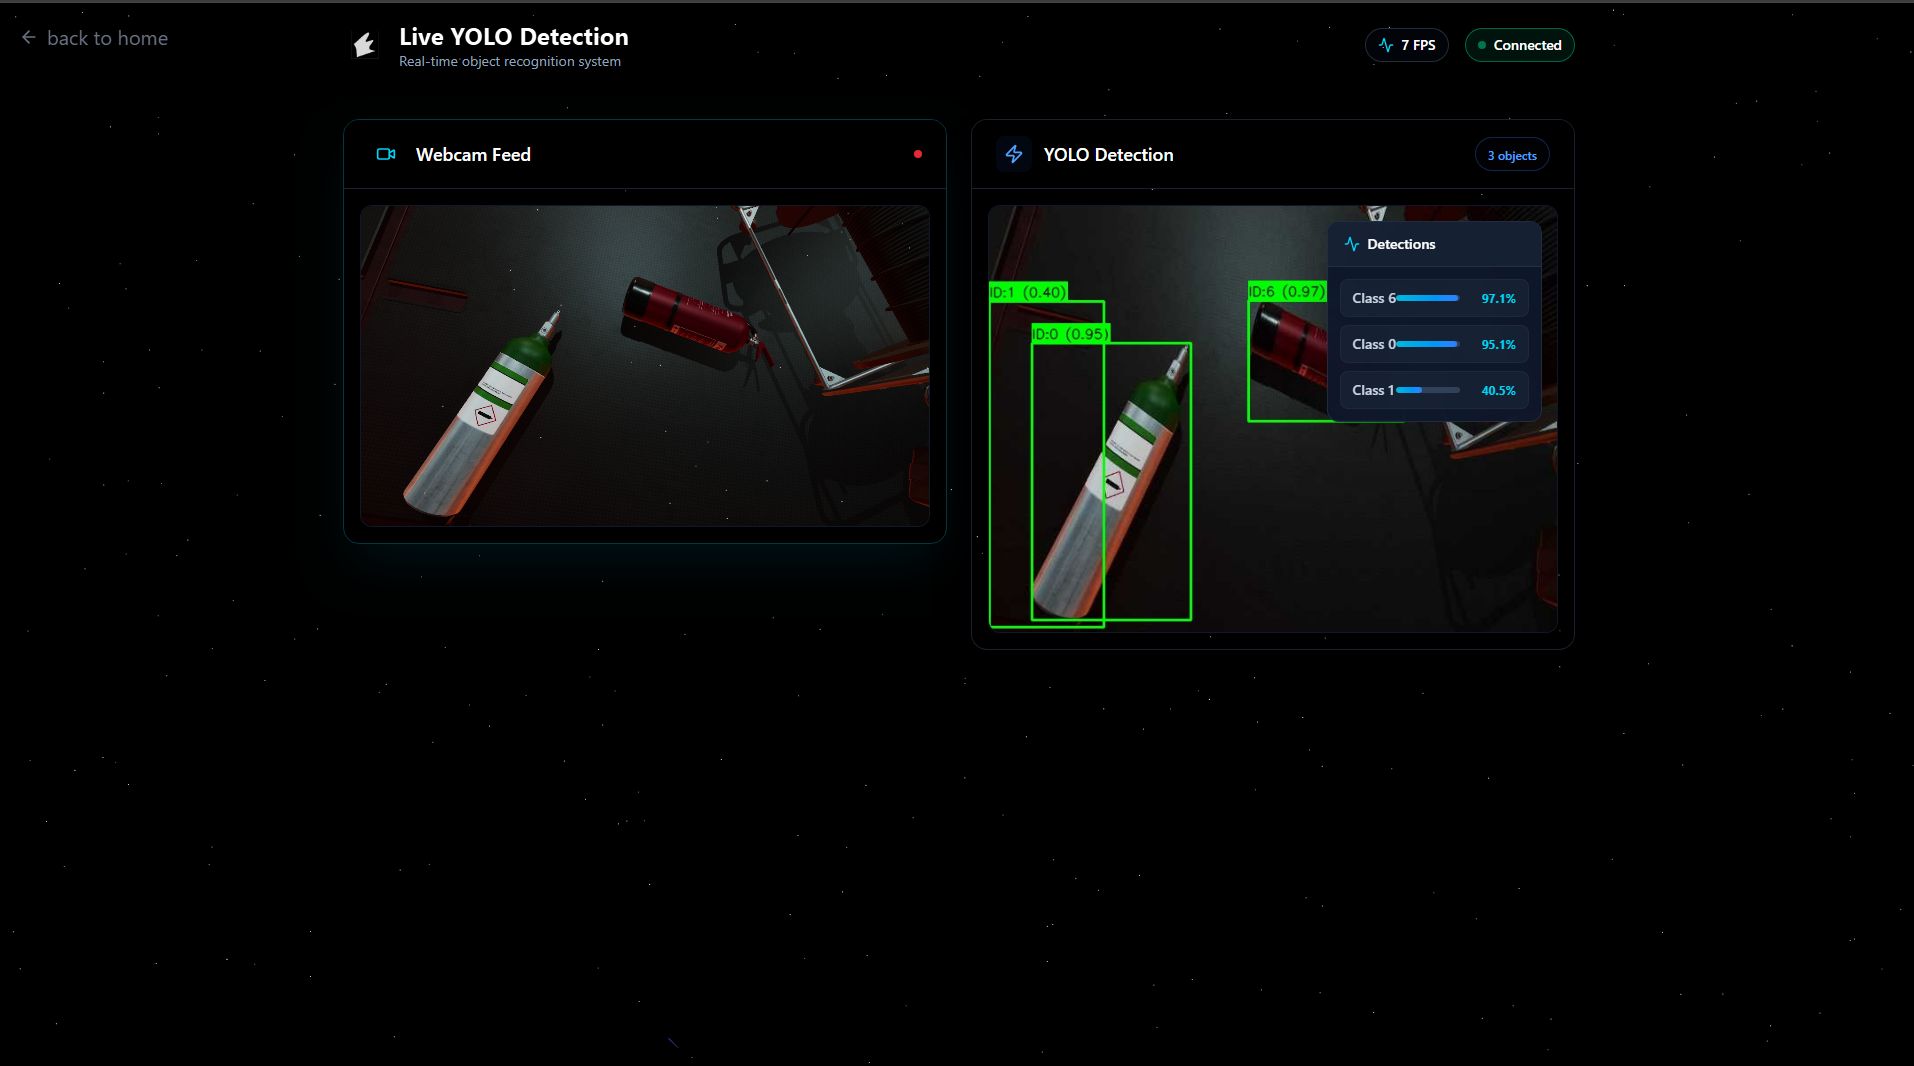 back to home
Live YOLO Detection
Real-time object recognition system
7 FPS
Connected
Webcam Feed
YOLO Detection
3 objects
ID:1 (0.40)
ID:0 (0.95)
ID:6 (0.97)
Detections
Class 6 97.1%
Class 0 95.1%
Class 1 40.5%